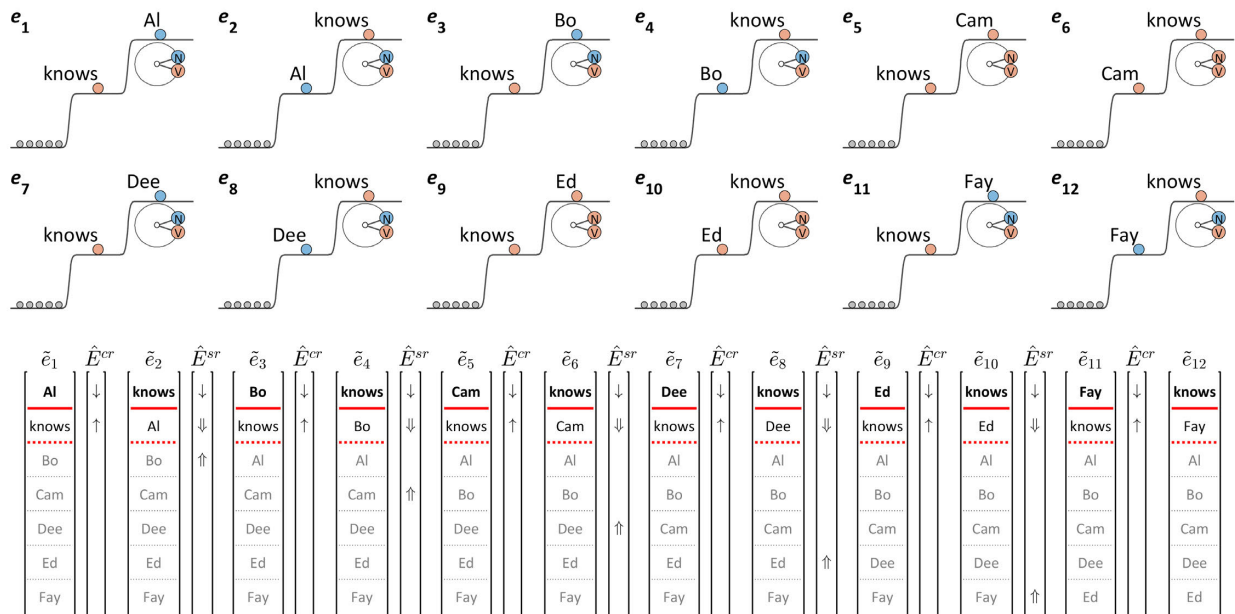 e1 Al knows N V
e2 knows Al N V
e3 Bo knows N V
e4 knows Bo N V
e5 Cam knows N V
e6 knows Cam N V
e7 Dee knows N V
e8 knows Dee N V
e9 Ed knows N V
e10 knows Ed N V
e11 Fay knows N V
e12 knows Fay N V
ẽ1 Ê^cr ẽ2 Ê^sr ẽ3 Ê^cr ẽ4 Ê^sr ẽ5 Ê^cr ẽ6 Ê^sr ẽ7 Ê^cr ẽ8 Ê^sr ẽ9 Ê^cr ẽ10 Ê^sr ẽ11 Ê^cr ẽ12
Al ↓ knows ↓ Bo ↓ knows ↓ Cam ↓ knows ↓ Dee ↓ knows ↓ Ed ↓ knows ↓ Fay ↓ knows
knows ↑ Al ⇓ knows ↑ Bo ⇓ knows ↑ Cam ⇓ knows ↑ Dee ⇓ knows ↑ Ed ⇓ knows ↑ Fay
Bo Bo ⇑ Al Al Al Al Al Al Al Al Al Al
Cam Cam Cam Cam ⇑ Bo Bo Bo Bo Bo Bo Bo Bo
Dee Dee Dee Dee Dee Dee ⇑ Cam Cam Cam Cam Cam Cam
Ed Ed Ed Ed Ed Ed Ed Ed ⇑ Dee Dee Dee Dee
Fay Fay Fay Fay Fay Fay Fay Fay Fay Fay ⇑ Ed Ed